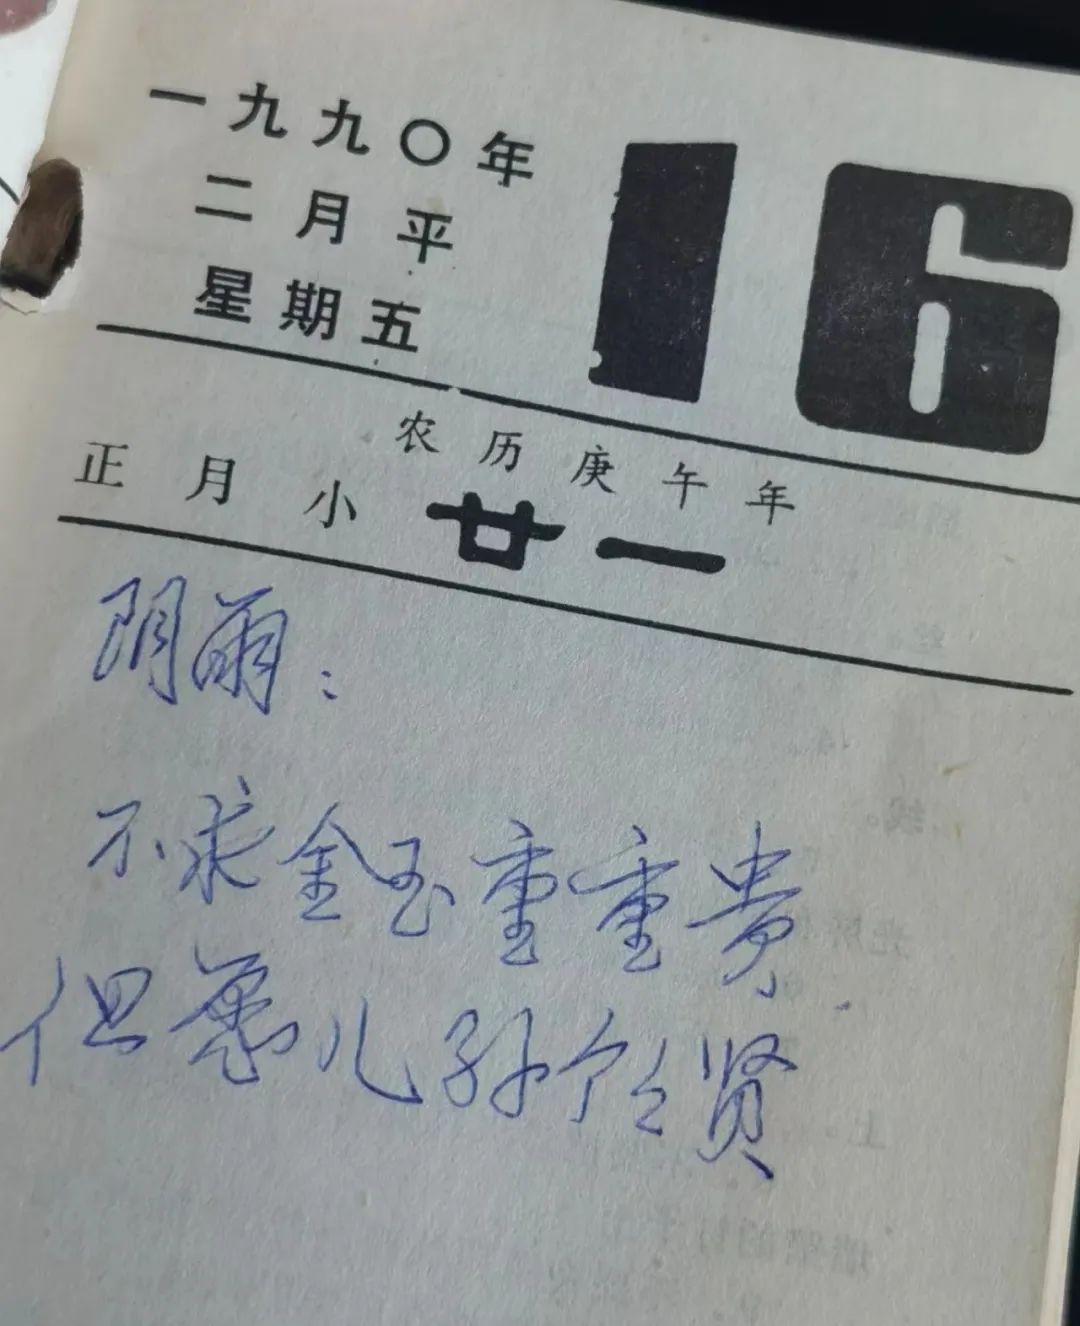 一九九〇年
二月平
星期五
16
农历庚午年
正月小 廿一
阴雨：
不求金玉重重贵
但愿儿孙个个贤